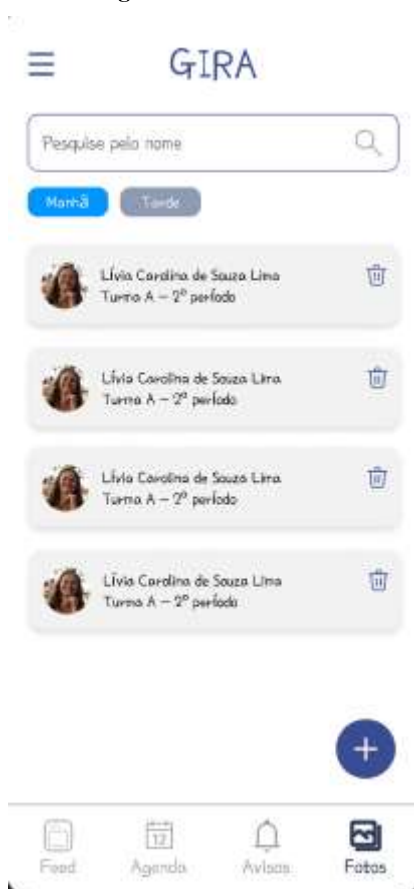 GIRA
Pesquise pelo nome
Manhã
Tarde
Lívia Carolina de Souza Lima
Turma A – 2º período
Lívia Carolina de Souza Lima
Turma A – 2º período
Lívia Carolina de Souza Lima
Turma A – 2º período
Lívia Carolina de Souza Lima
Turma A – 2º período
12
Feed
Agenda
Avisos
Fotos